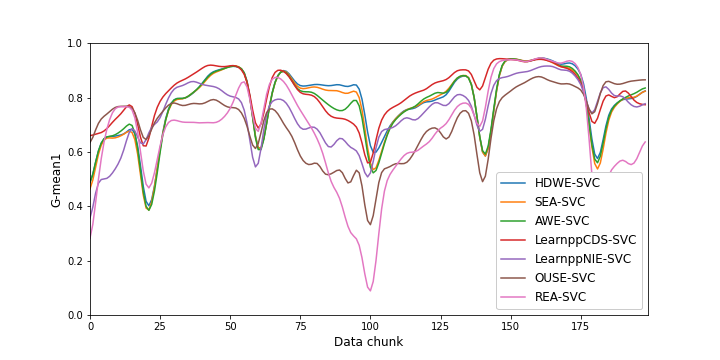 1.0
0.8
0.6
0.4
0.2
0.0
G-mean1
0
25
50
75
100
125
150
175
Data chunk
HDWE-SVC
SEA-SVC
AWE-SVC
LearnppCDS-SVC
LearnppNIE-SVC
OUSE-SVC
REA-SVC